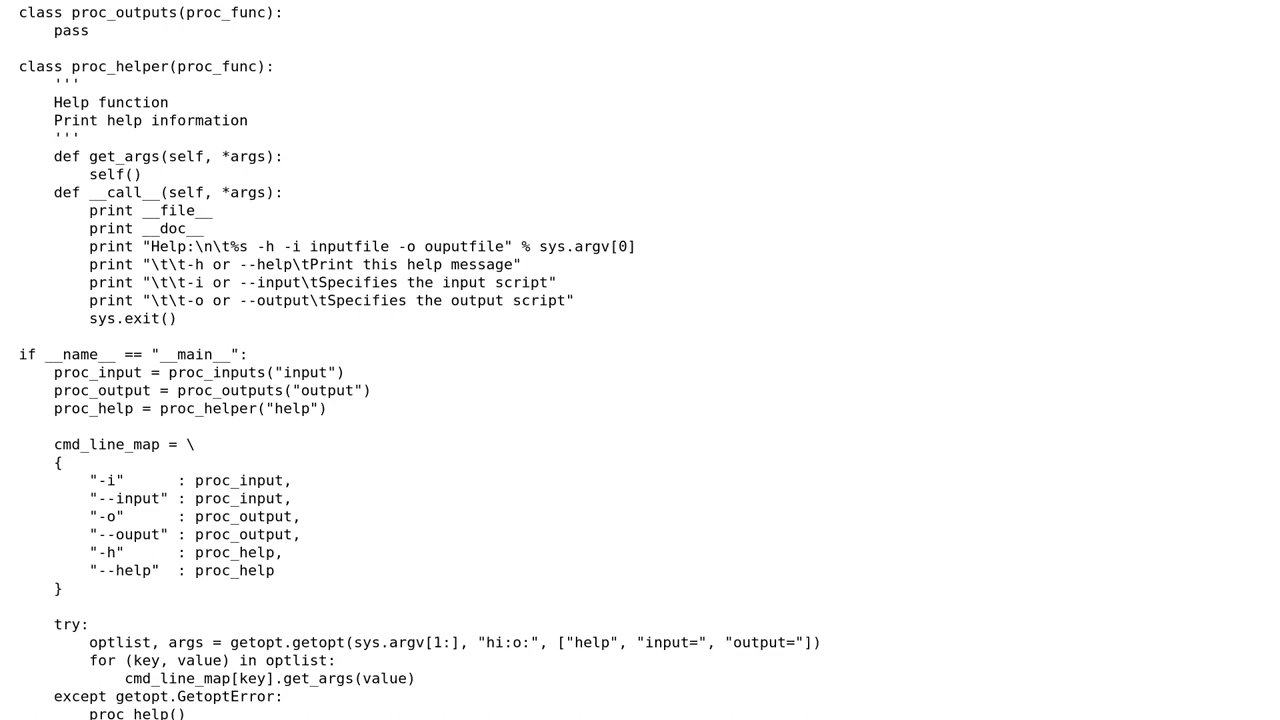 class proc_outputs(proc_func):
    pass

class proc_helper(proc_func):
    '''
    Help function
    Print help information
    '''
    def get_args(self, *args):
        self()
    def __call__(self, *args):
        print __file__
        print __doc__
        print "Help:\n\t%s -h -i inputfile -o ouputfile" % sys.argv[0]
        print "\t\t-h or --help\tPrint this help message"
        print "\t\t-i or --input\tSpecifies the input script"
        print "\t\t-o or --output\tSpecifies the output script"
        sys.exit()

if __name__ == "__main__":
    proc_input = proc_inputs("input")
    proc_output = proc_outputs("output")
    proc_help = proc_helper("help")

    cmd_line_map = \
    {
        "-i"      : proc_input,
        "--input" : proc_input,
        "-o"      : proc_output,
        "--ouput" : proc_output,
        "-h"      : proc_help,
        "--help"  : proc_help
    }

    try:
        optlist, args = getopt.getopt(sys.argv[1:], "hi:o:", ["help", "input=", "output="])
        for (key, value) in optlist:
            cmd_line_map[key].get_args(value)
    except getopt.GetoptError:
        proc_help()